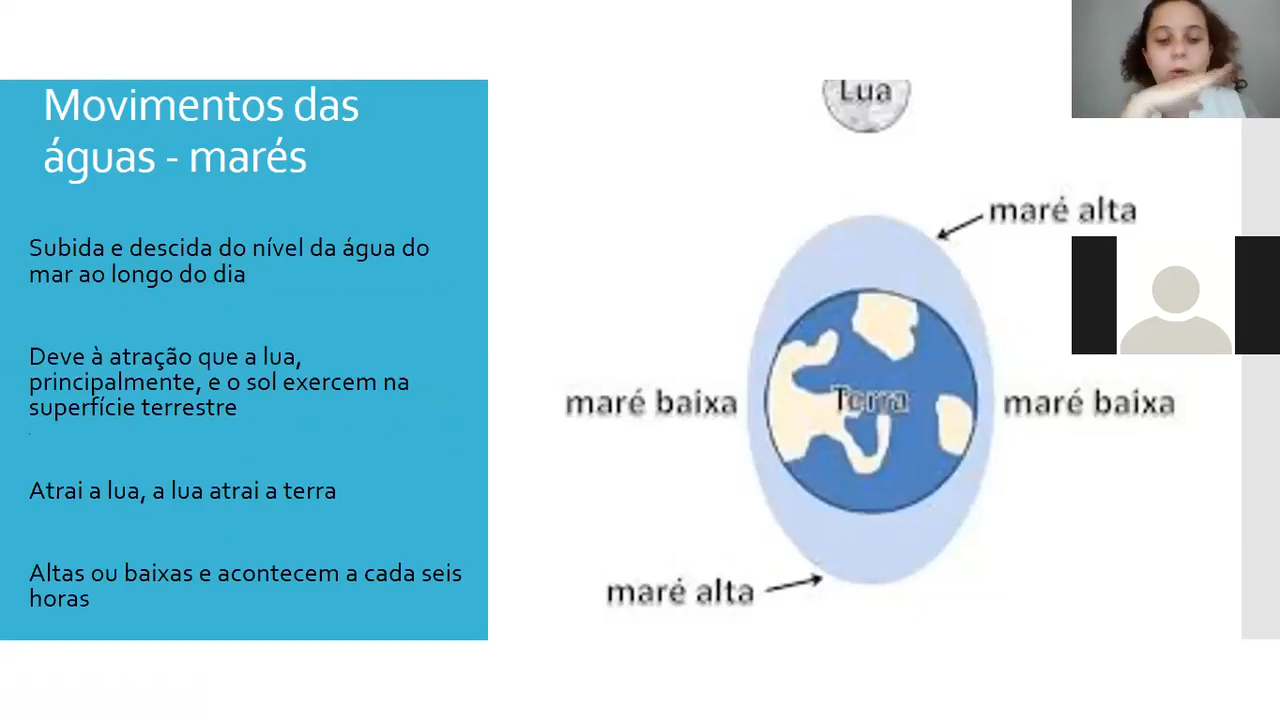 Movimentos das
águas - marés
Subida e descida do nível da água do
mar ao longo do dia
Deve à atração que a lua,
principalmente, e o sol exercem na
superfície terrestre
.
Atrai a lua, a lua atrai a terra
Altas ou baixas e acontecem a cada seis
horas
Lua
maré alta
maré baixa
Terra
maré baixa
maré alta